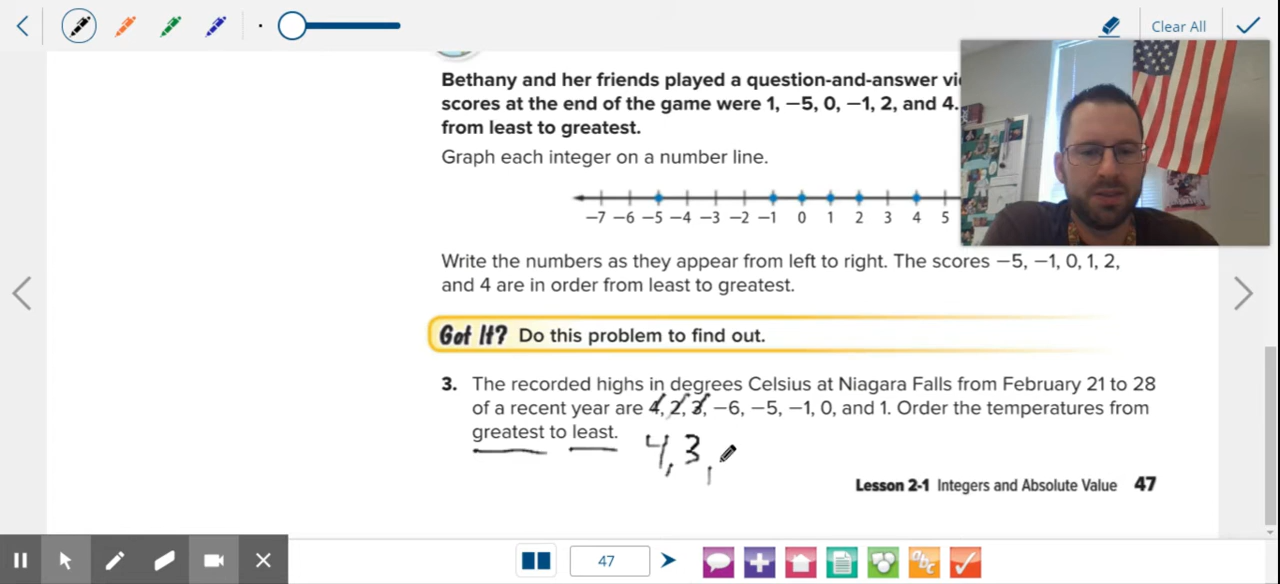 Clear All
Bethany and her friends played a question-and-answer vi
scores at the end of the game were 1, −5, 0, −1, 2, and 4.
from least to greatest.
Graph each integer on a number line.
−7 −6 −5 −4 −3 −2 −1 0 1 2 3 4 5
Write the numbers as they appear from left to right. The scores −5, −1, 0, 1, 2,
and 4 are in order from least to greatest.
Got It? Do this problem to find out.
3. The recorded highs in degrees Celsius at Niagara Falls from February 21 to 28
of a recent year are 4, 2, 3, −6, −5, −1, 0, and 1. Order the temperatures from
greatest to least.
4, 3,
Lesson 2-1 Integers and Absolute Value 47
47
abc